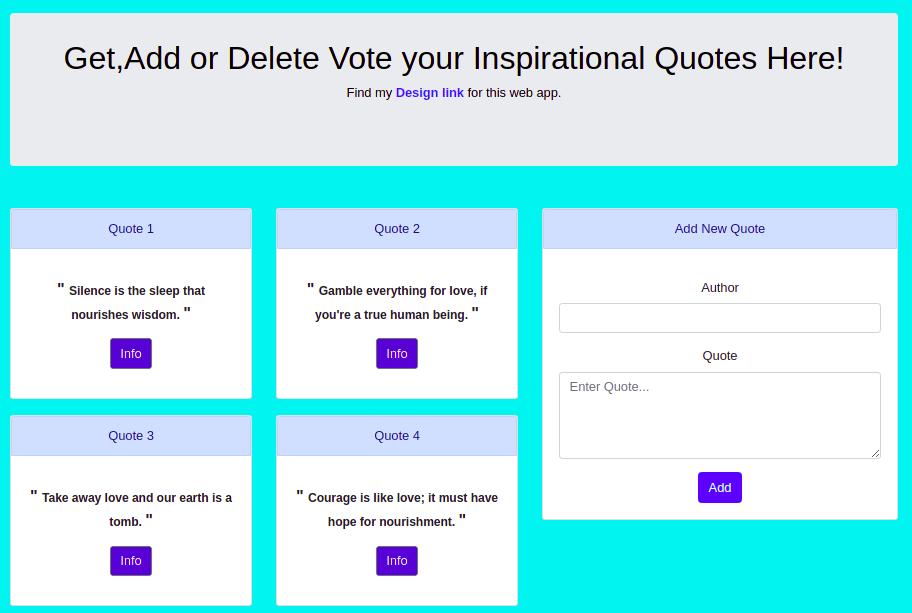 Get,Add or Delete Vote your Inspirational Quotes Here!
Find my Design link for this web app.
Quote 1
" Silence is the sleep that
nourishes wisdom. "
Info
Quote 2
" Gamble everything for love, if
you're a true human being. "
Info
Add New Quote
Author
Quote
Enter Quote...
Add
Quote 3
" Take away love and our earth is a
tomb. "
Info
Quote 4
" Courage is like love; it must have
hope for nourishment. "
Info